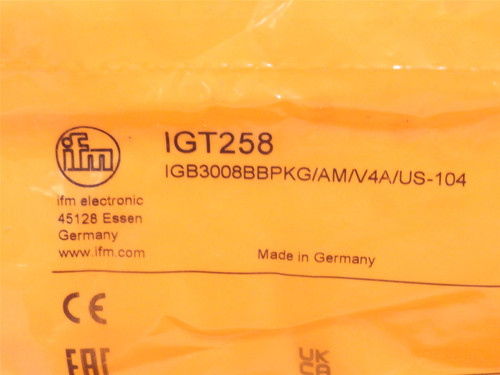 ifm
IGT258
IGB3008BBPKG/AM/V4A/US-104
ifm electronic
45128 Essen
Germany
www.ifm.com
Made in Germany
CE
EAC
UK
CA